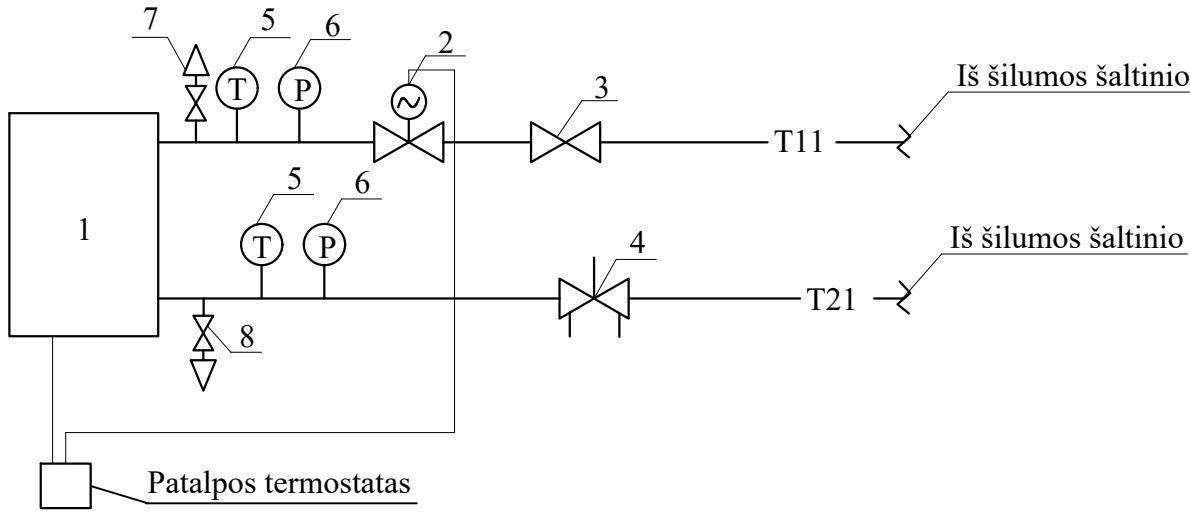 7
5
6
2
3
Iš šilumos šaltinio
T
P
T11
1
5
6
4
Iš šilumos šaltinio
T
P
T21
8
Patalpos termostatas